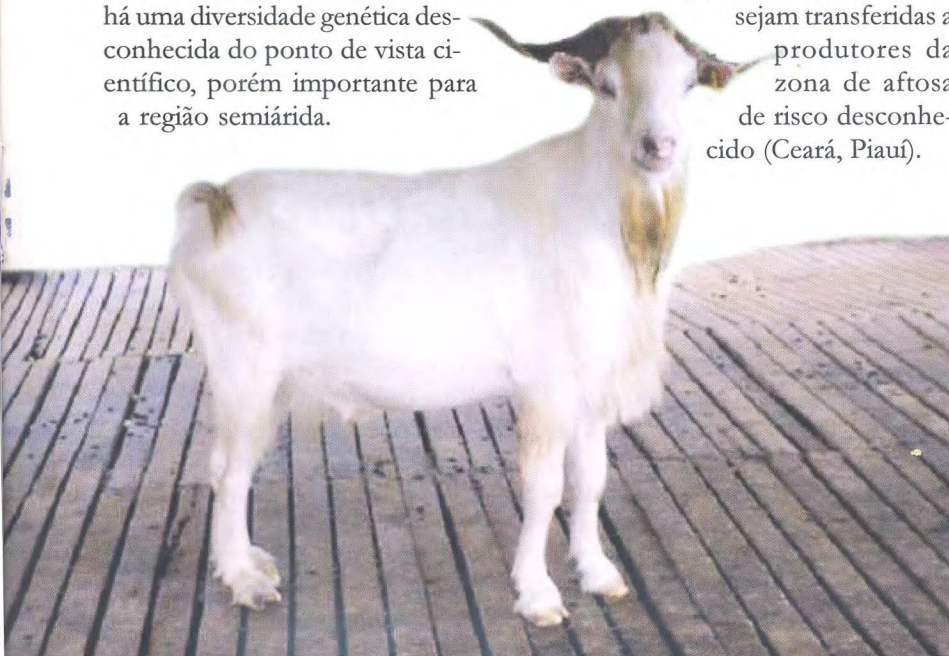 há uma diversidade genética des-
conhecida do ponto de vista ci-
entífico, porém importante para
a região semiárida.
sejam transferidas a
produtores da
zona de aftosa
de risco desconhe-
cido (Ceará, Piauí).